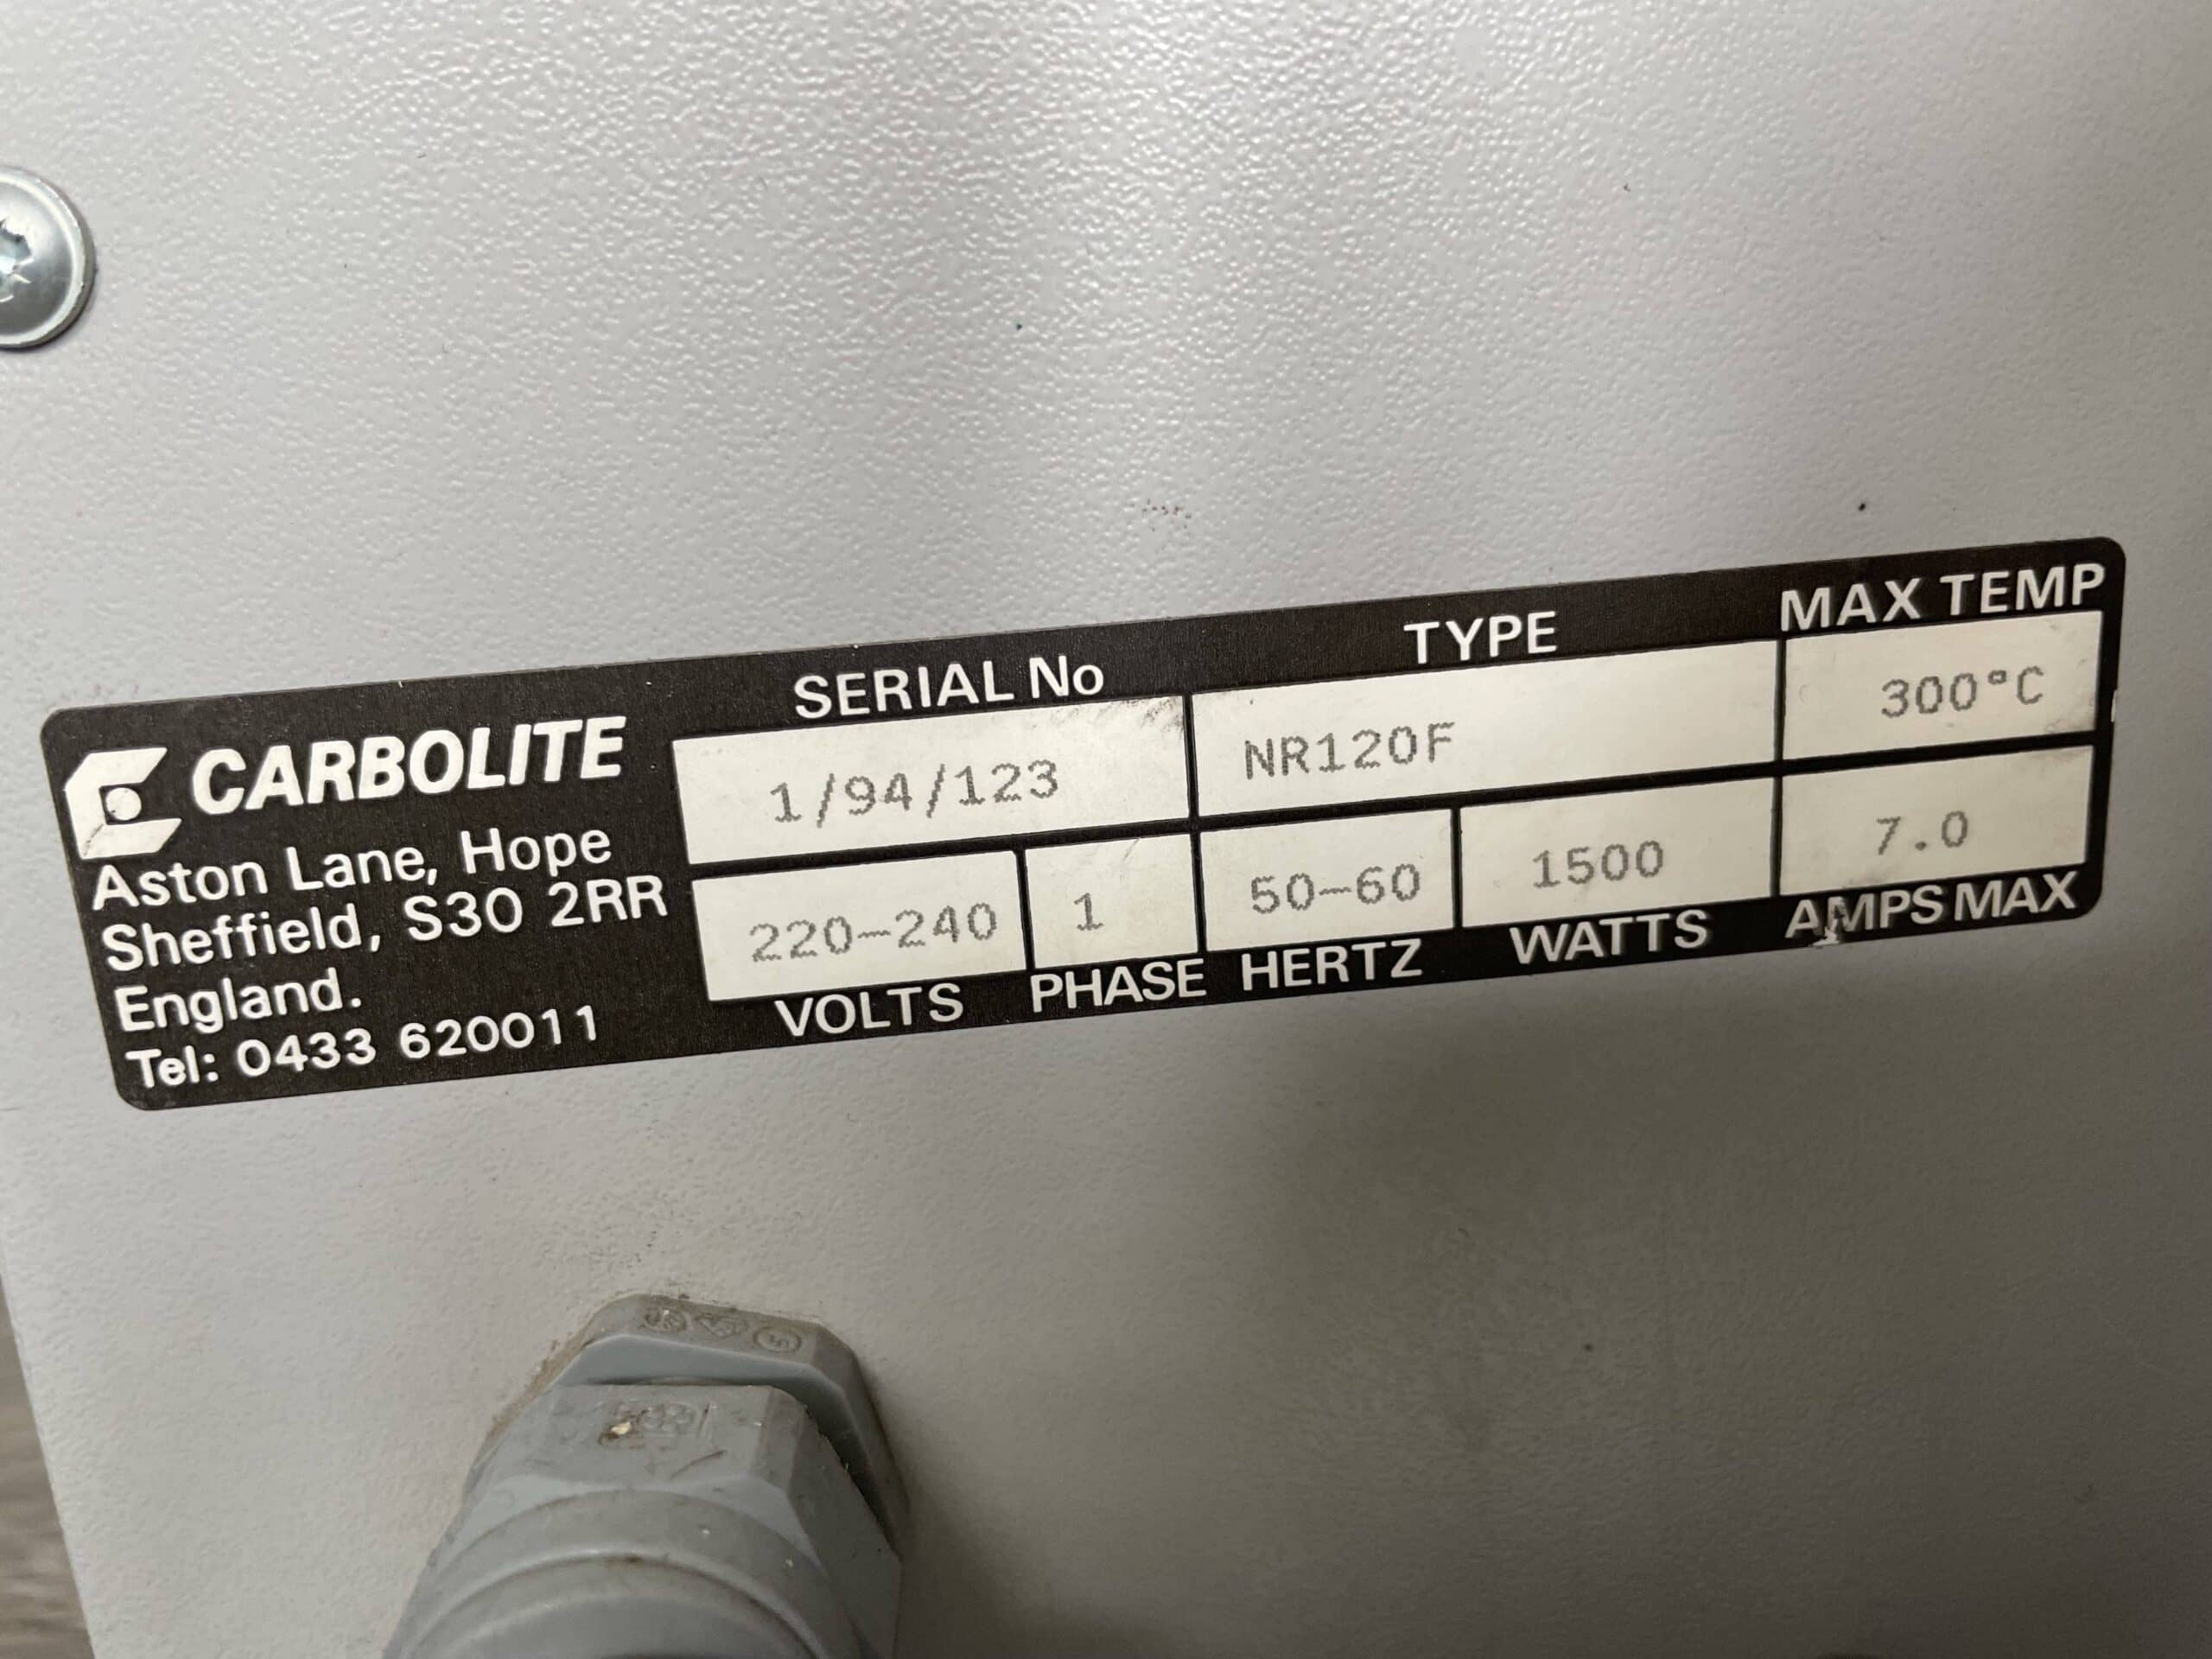 CARBOLITE
Aston Lane, Hope
Sheffield, S30 2RR
England.
Tel: 0433 620011
SERIAL No TYPE MAX TEMP
1/94/123 NR120F 300°C
220-240 1 50-60 1500 7.0
VOLTS PHASE HERTZ WATTS AMPS MAX